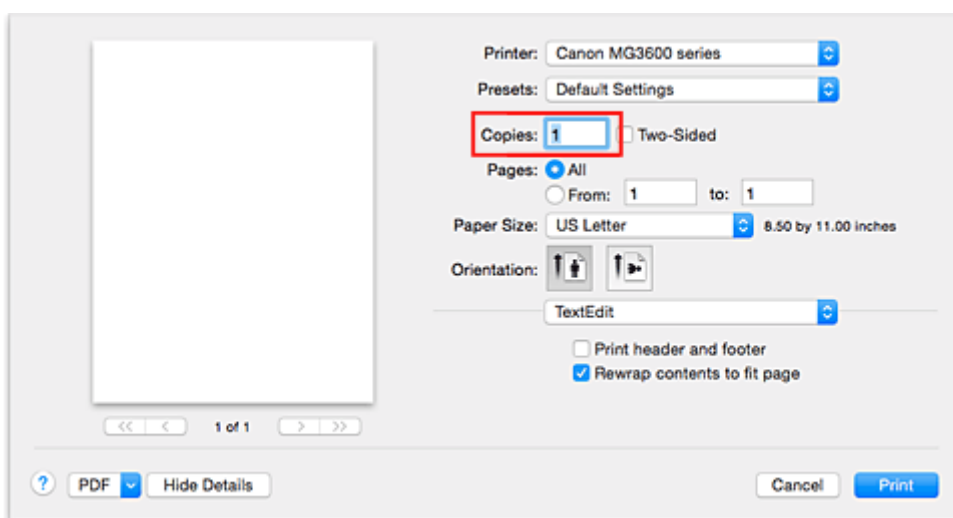 Printer: Canon MG3600 series
Presets: Default Settings
Copies: 1 Two-Sided
Pages: All
From: 1 to: 1
Paper Size: US Letter 8.50 by 11.00 inches
Orientation:
TextEdit
Print header and footer
Rewrap contents to fit page
<< < 1 of 1 > >>
? PDF Hide Details Cancel Print